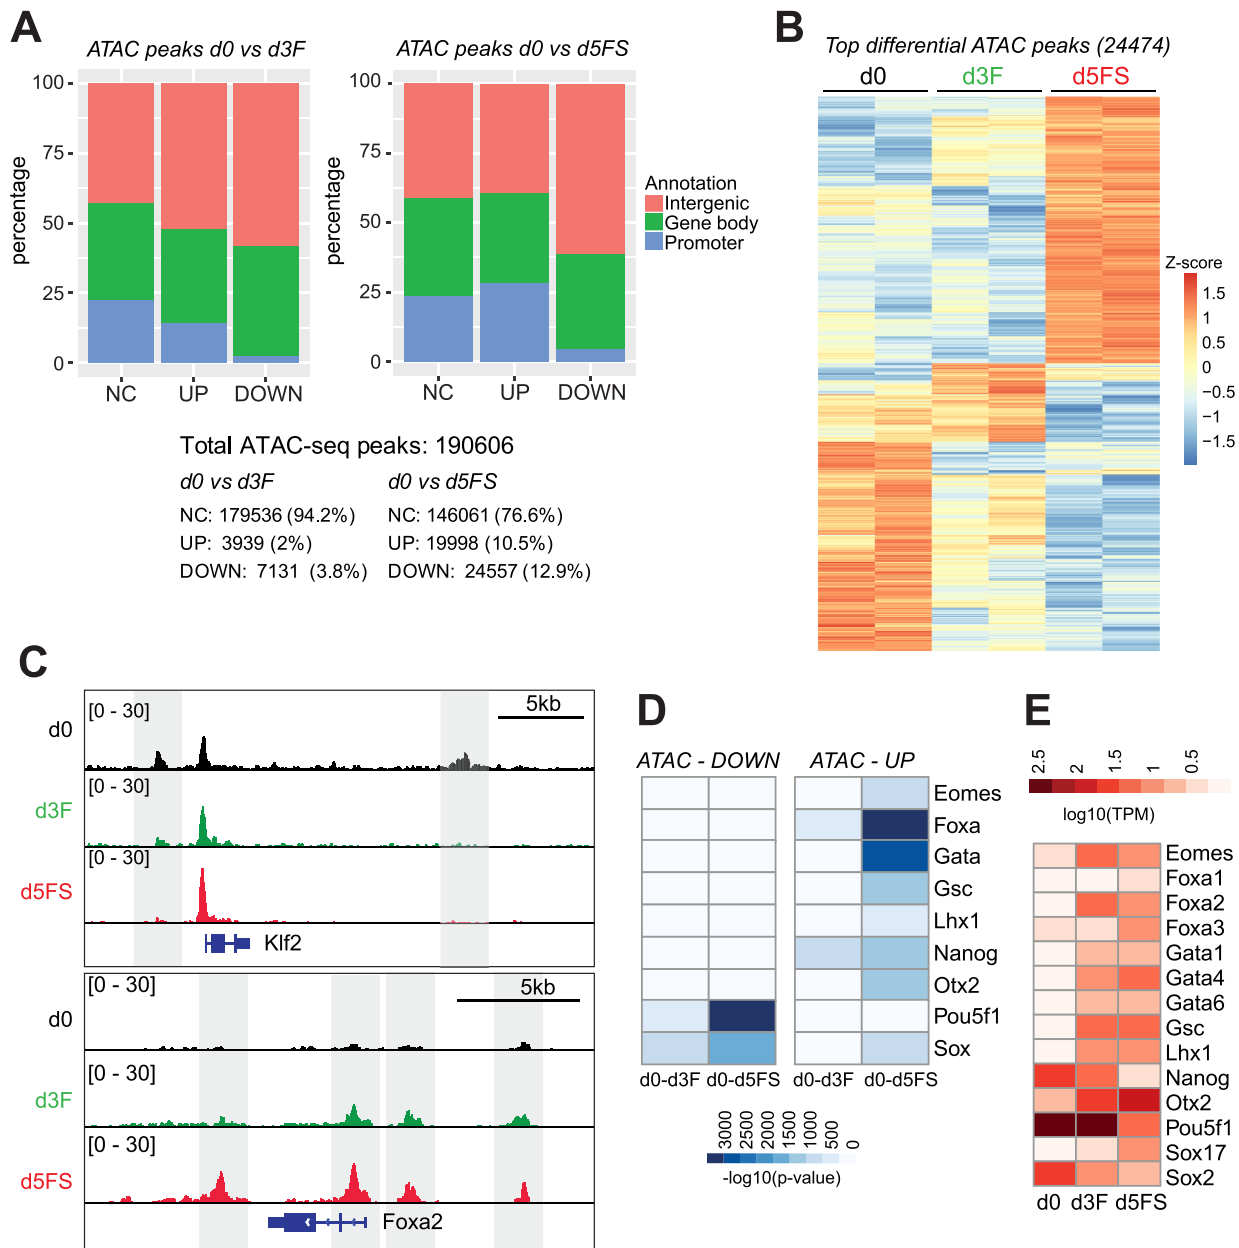 A
ATAC peaks d0 vs d3F
ATAC peaks d0 vs d5FS
percentage
100
75
50
25
0
NC UP DOWN
percentage
100
75
50
25
0
NC UP DOWN
Annotation
Intergenic
Gene body
Promoter
Total ATAC-seq peaks: 190606
d0 vs d3F
NC: 179536 (94.2%)
UP: 3939 (2%)
DOWN: 7131 (3.8%)
d0 vs d5FS
NC: 146061 (76.6%)
UP: 19998 (10.5%)
DOWN: 24557 (12.9%)
B
Top differential ATAC peaks (24474)
d0 d3F d5FS
Z-score
1.5
1
0.5
0
−0.5
−1
−1.5
C
d0
[0 - 30]
5kb
d3F
[0 - 30]
d5FS
[0 - 30]
Klf2
d0
[0 - 30]
5kb
d3F
[0 - 30]
d5FS
[0 - 30]
Foxa2
D
ATAC - DOWN
ATAC - UP
Eomes
Foxa
Gata
Gsc
Lhx1
Nanog
Otx2
Pou5f1
Sox
d0-d3F d0-d5FS
d0-d3F d0-d5FS
3000
2500
2000
1500
1000
500
0
-log10(p-value)
E
2.5
2
1.5
1
0.5
log10(TPM)
Eomes
Foxa1
Foxa2
Foxa3
Gata1
Gata4
Gata6
Gsc
Lhx1
Nanog
Otx2
Pou5f1
Sox17
Sox2
d0 d3F d5FS